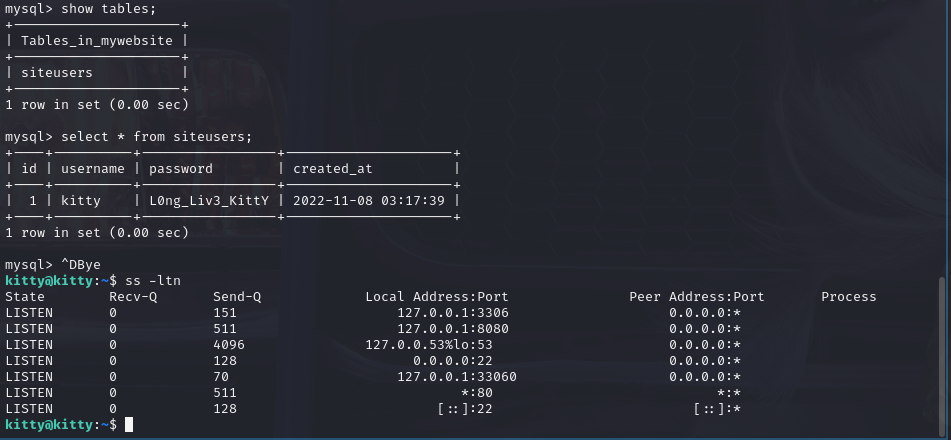 mysql> show tables;
+---------------------+
| Tables_in_mywebsite |
+---------------------+
| siteusers           |
+---------------------+
1 row in set (0.00 sec)
mysql> select * from siteusers;
+----+----------+-----------------+---------------------+
| id | username | password        | created_at          |
+----+----------+-----------------+---------------------+
|  1 | kitty    | L0ng_Liv3_KittY | 2022-11-08 03:17:39 |
+----+----------+-----------------+---------------------+
1 row in set (0.00 sec)
mysql> ^DBye
kitty@kitty:~$ ss -ltn
State        Recv-Q       Send-Q             Local Address:Port               Peer Address:Port       Process
LISTEN       0            151                    127.0.0.1:3306                    0.0.0.0:*
LISTEN       0            511                    127.0.0.1:8080                    0.0.0.0:*
LISTEN       0            4096               127.0.0.53%lo:53                      0.0.0.0:*
LISTEN       0            128                      0.0.0.0:22                      0.0.0.0:*
LISTEN       0            70                     127.0.0.1:33060                   0.0.0.0:*
LISTEN       0            511                            *:80                            *:*
LISTEN       0            128                         [::]:22                         [::]:*
kitty@kitty:~$